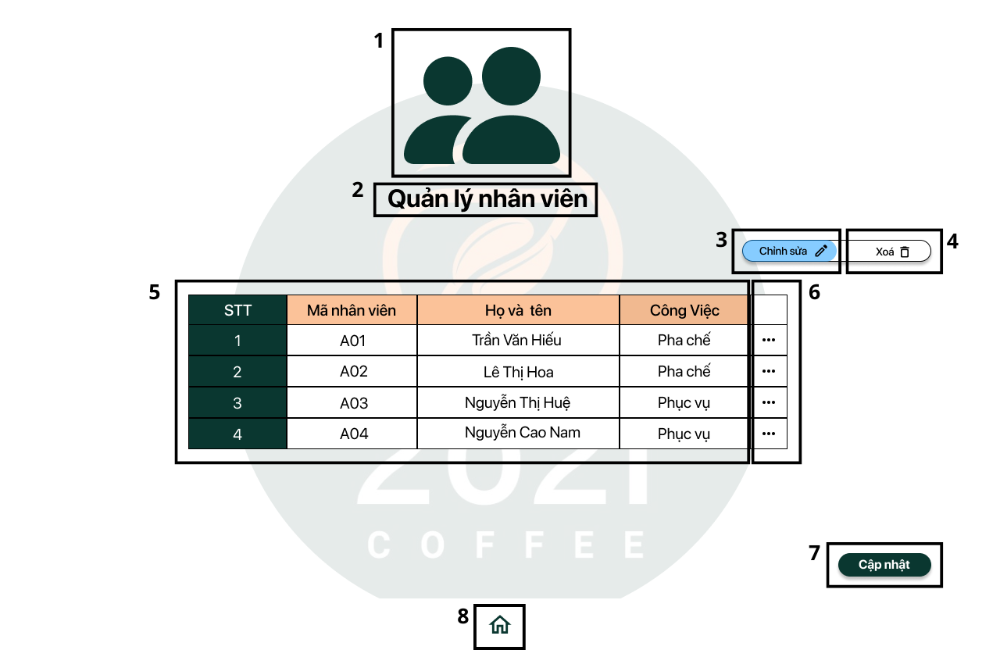 1
2
Quản lý nhân viên
3 Chỉnh sửa Xoá 4
5 6
STT Mã nhân viên Họ và tên Công Việc
1 A01 Trần Văn Hiếu Pha chế •••
2 A02 Lê Thị Hoa Pha chế •••
3 A03 Nguyễn Thị Huệ Phục vụ •••
4 A04 Nguyễn Cao Nam Phục vụ •••
2021
COFFEE
7 Cập nhật
8